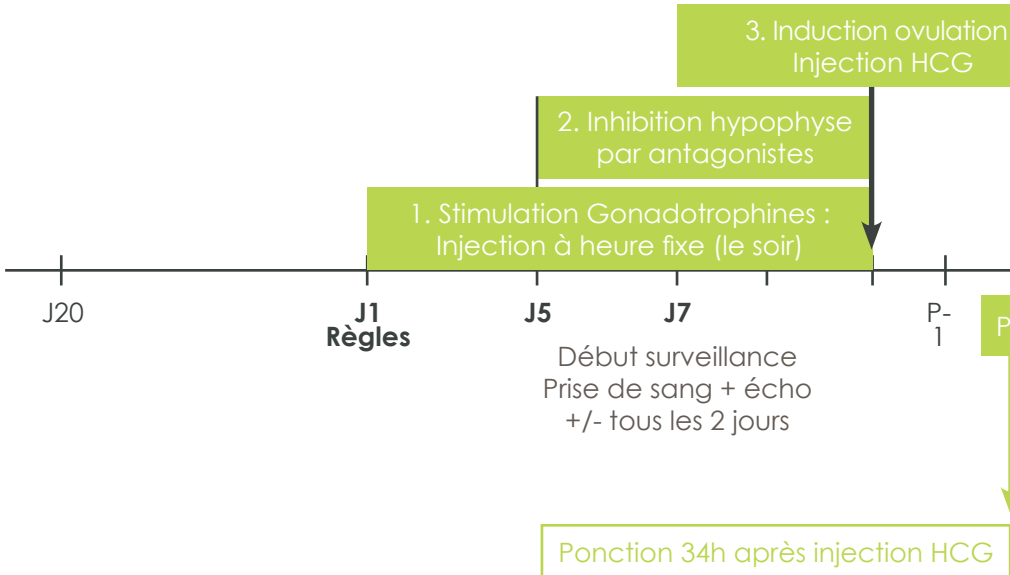 3. Induction ovulation
Injection HCG
2. Inhibition hypophyse
par antagonistes
1. Stimulation Gonadotrophines :
Injection à heure fixe (le soir)
J20
J1
Règles
J5
J7
P-
1
P
Début surveillance
Prise de sang + écho
+/- tous les 2 jours
Ponction 34h après injection HCG